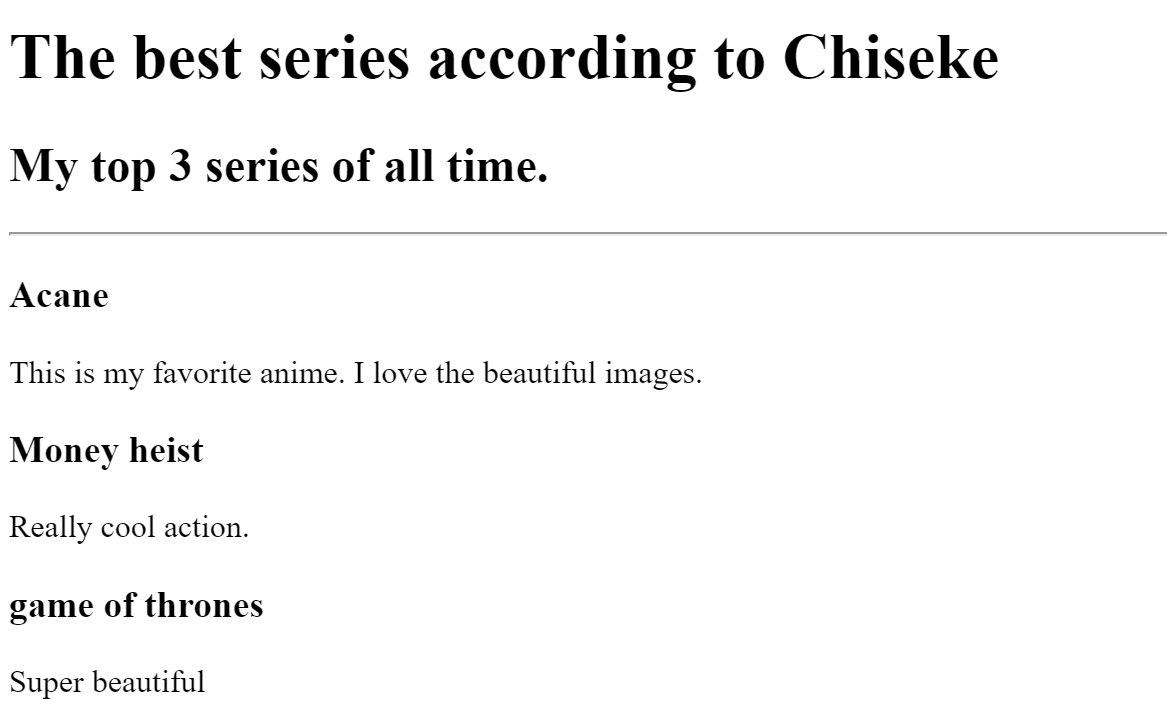 The best series according to Chiseke
My top 3 series of all time.
Acane
This is my favorite anime. I love the beautiful images.
Money heist
Really cool action.
game of thrones
Super beautiful